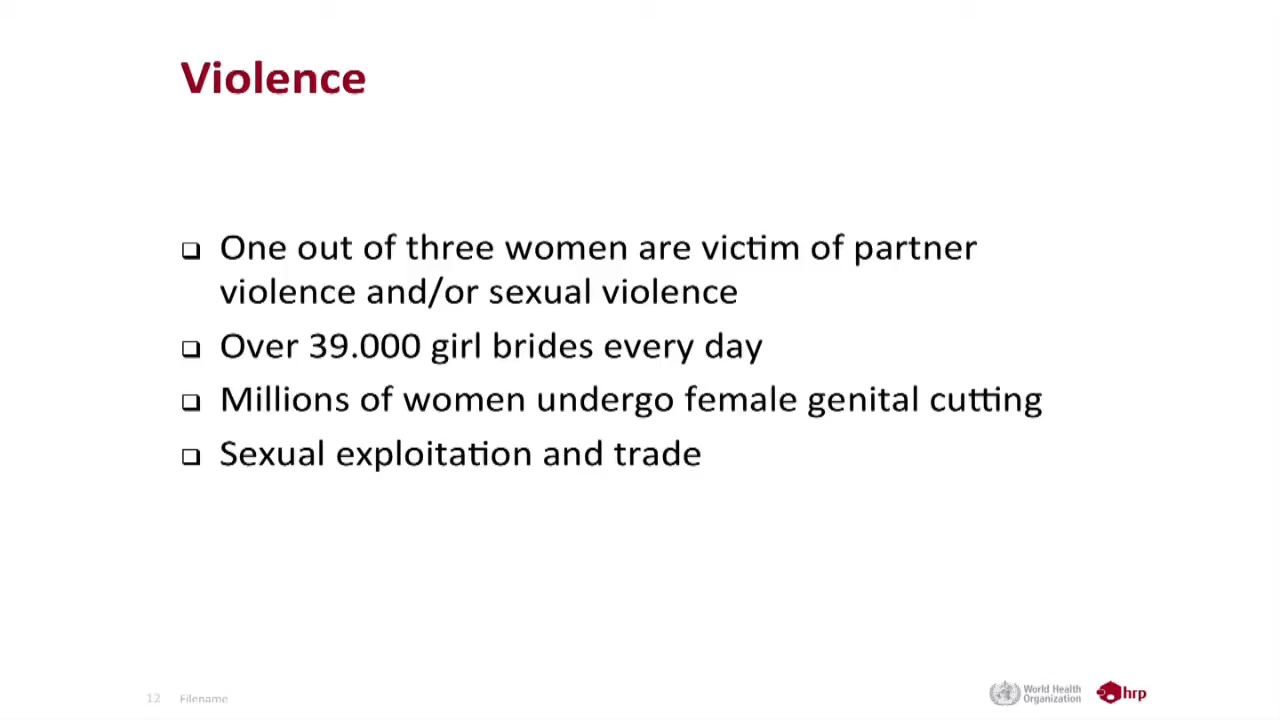 Violence
❑ One out of three women are victim of partner
violence and/or sexual violence
❑ Over 39.000 girl brides every day
❑ Millions of women undergo female genital cutting
❑ Sexual exploitation and trade
12 Filename
World Health
Organization
hrp